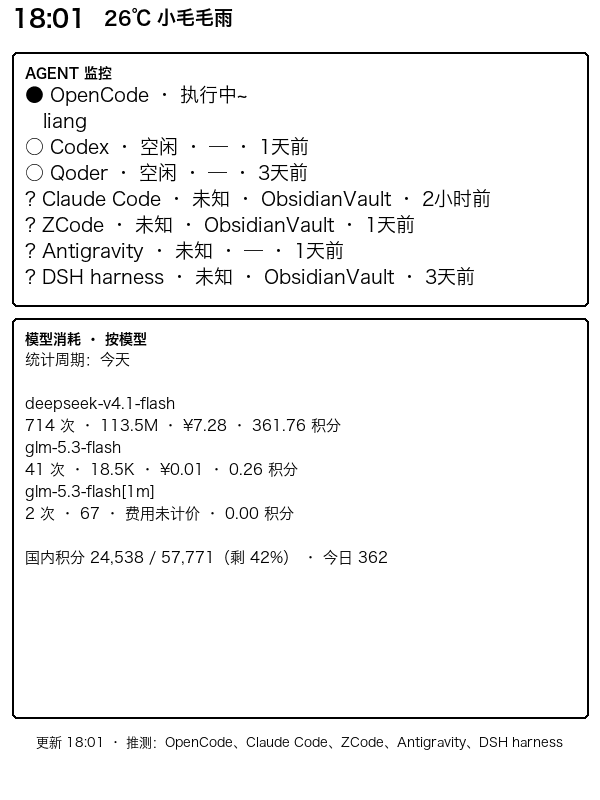 18:01 26℃ 小毛毛雨
AGENT 监控
● OpenCode · 执行中~
liang
○ Codex · 空闲 · — · 1天前
○ Qoder · 空闲 · — · 3天前
? Claude Code · 未知 · ObsidianVault · 2小时前
? ZCode · 未知 · ObsidianVault · 1天前
? Antigravity · 未知 · — · 1天前
? DSH harness · 未知 · ObsidianVault · 3天前
模型消耗 · 按模型
统计周期：今天
deepseek-v4.1-flash
714 次 · 113.5M · ¥7.28 · 361.76 积分
glm-5.3-flash
41 次 · 18.5K · ¥0.01 · 0.26 积分
glm-5.3-flash[1m]
2 次 · 67 · 费用未计价 · 0.00 积分
国内积分 24,538 / 57,771（剩 42%） · 今日 362
更新 18:01 · 推测：OpenCode、Claude Code、ZCode、Antigravity、DSH harness